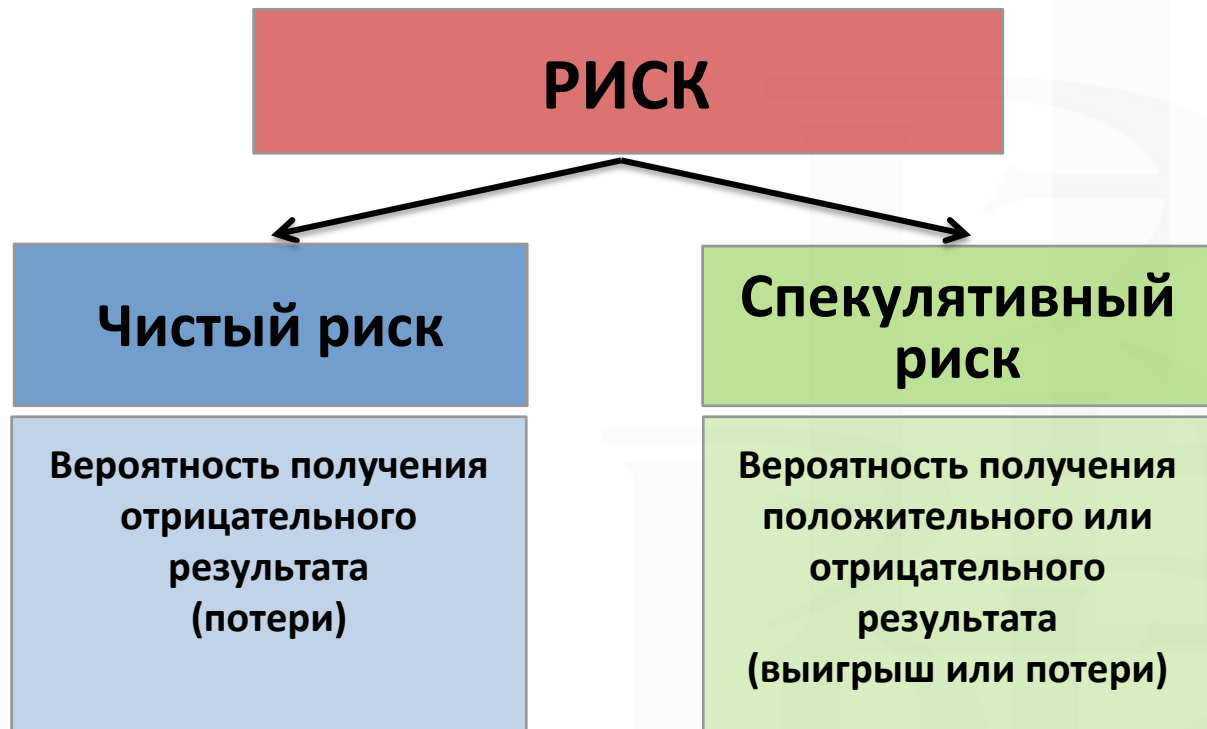 РИСК
Чистый риск
Вероятность получения
отрицательного
результата
(потери)
Спекулятивный
риск
Вероятность получения
положительного или
отрицательного
результата
(выигрыш или потери)